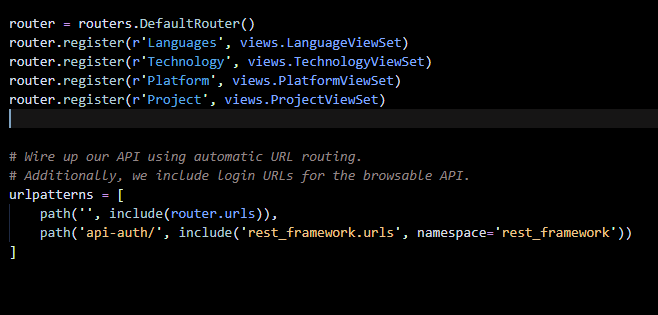 router = routers.DefaultRouter()
router.register(r'Languages', views.LanguageViewSet)
router.register(r'Technology', views.TechnologyViewSet)
router.register(r'Platform', views.PlatformViewSet)
router.register(r'Project', views.ProjectViewSet)
# Wire up our API using automatic URL routing.
# Additionally, we include login URLs for the browsable API.
urlpatterns = [
    path('', include(router.urls)),
    path('api-auth/', include('rest_framework.urls', namespace='rest_framework'))
]